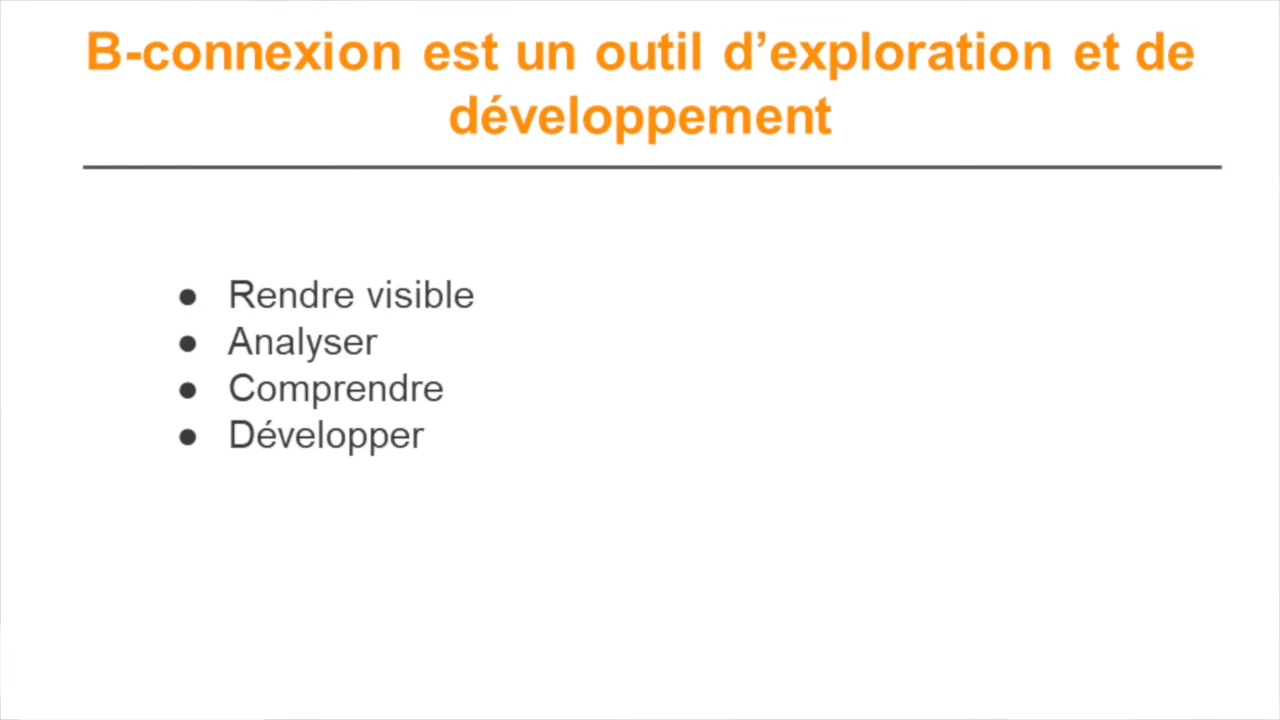 B-connexion est un outil d’exploration et de
développement
● Rendre visible
● Analyser
● Comprendre
● Développer